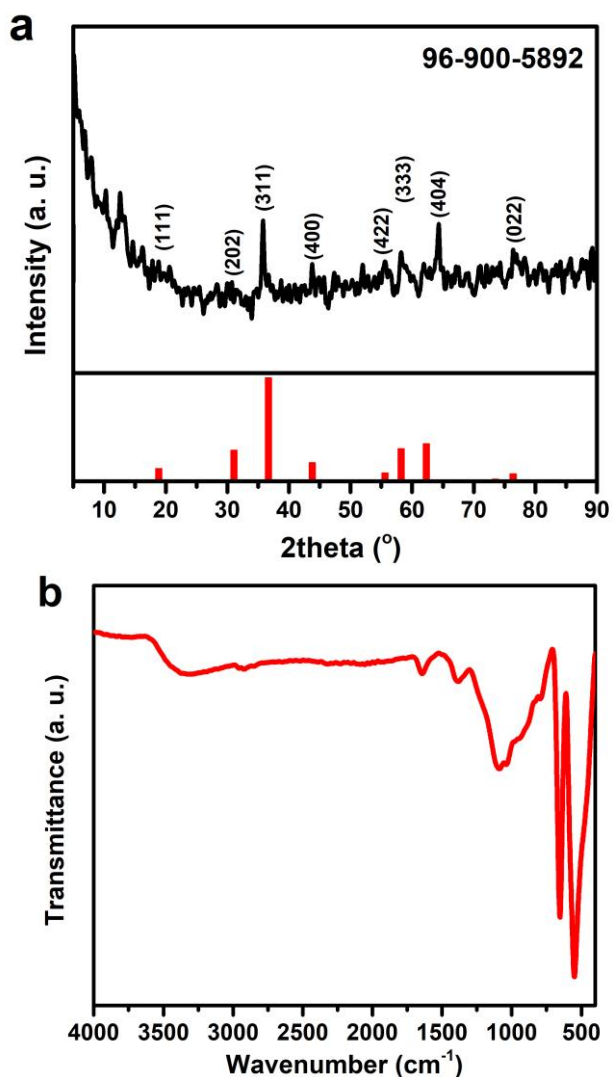 a
96-900-5892
Intensity (a. u.)
(111)
(202)
(311)
(400)
(422)
(333)
(404)
(022)
10 20 30 40 50 60 70 80 90
2theta (°)
b
Transmittance (a. u.)
4000 3500 3000 2500 2000 1500 1000 500
Wavenumber (cm⁻¹)